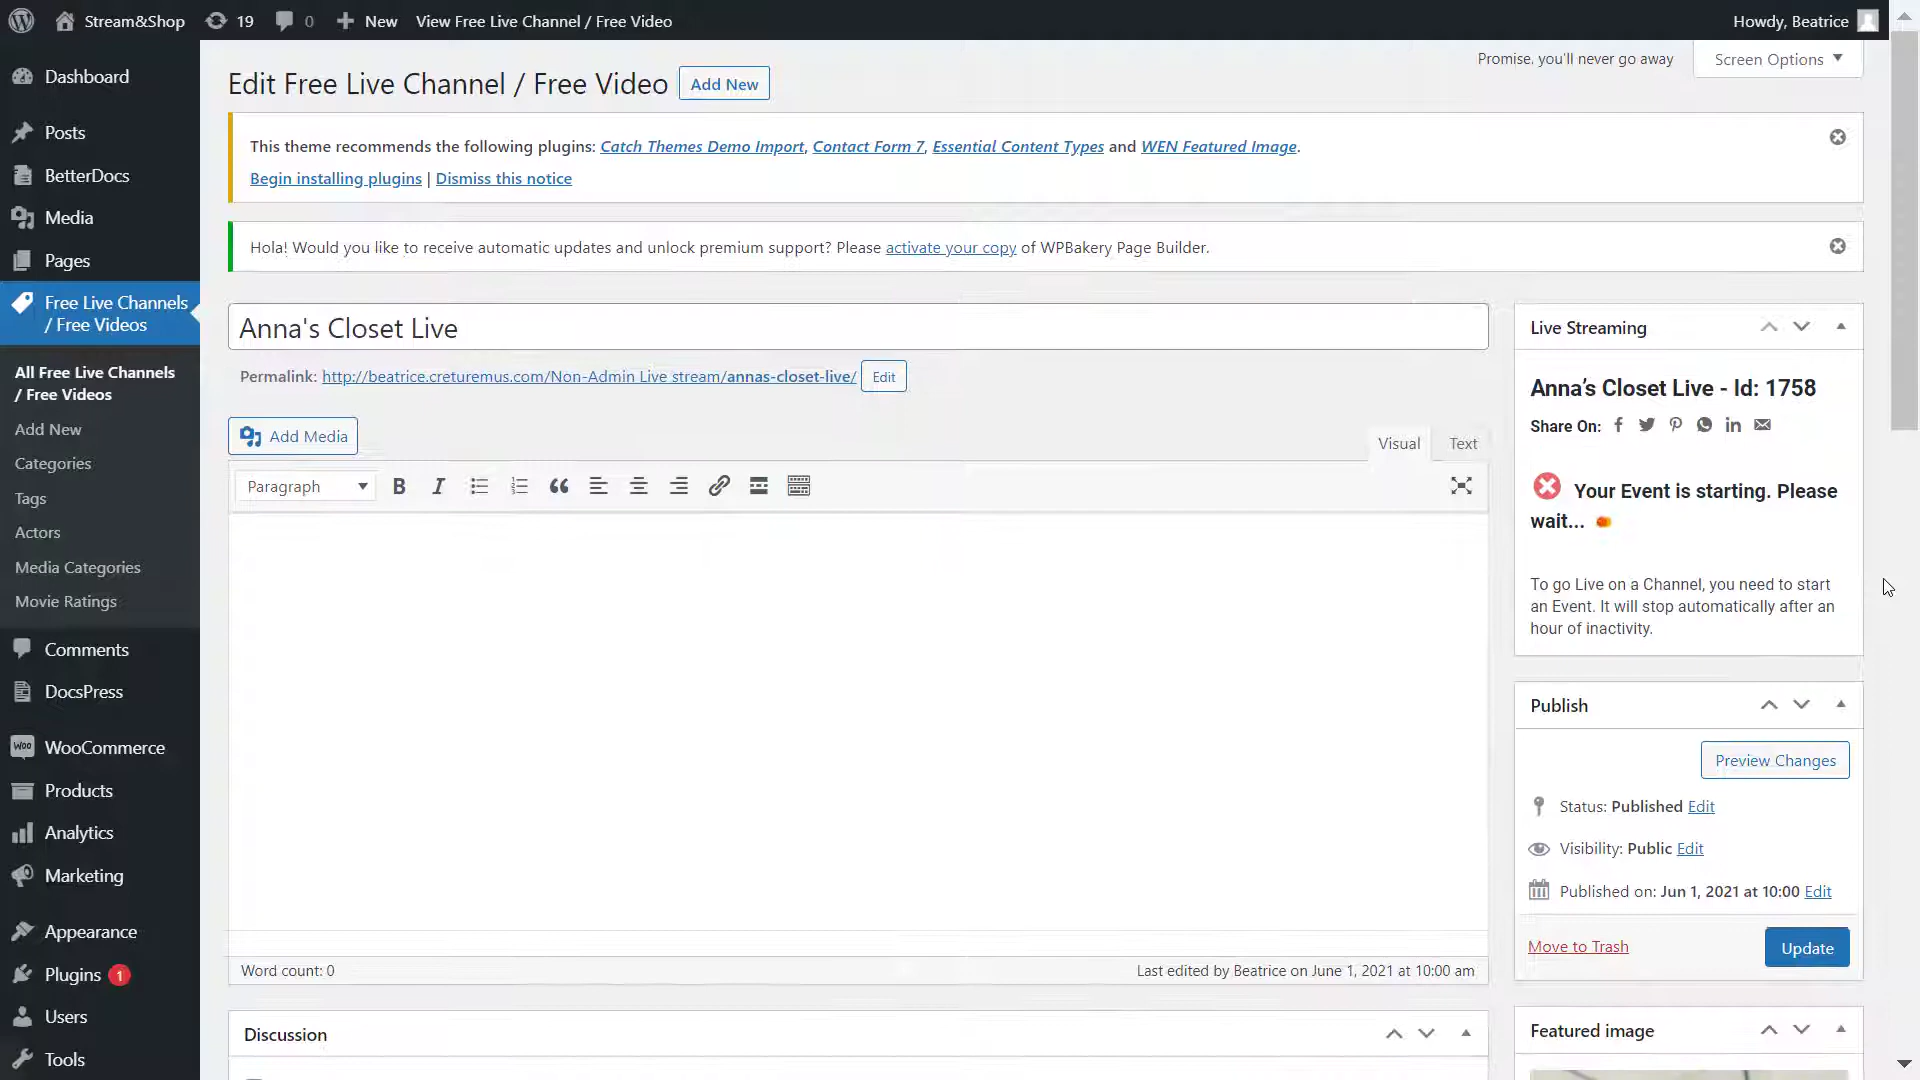 Stream&Shop 19 0 New View Free Live Channel / Free Video Howdy, Beatrice
Promise, you'll never go away Screen Options
Dashboard
Posts
BetterDocs
Media
Pages
Free Live Channels
/ Free Videos
All Free Live Channels
/ Free Videos
Add New
Categories
Tags
Actors
Media Categories
Movie Ratings
Comments
DocsPress
Woo WooCommerce
Products
Analytics
Marketing
Appearance
Plugins 1
Users
Tools
Edit Free Live Channel / Free Video Add New
This theme recommends the following plugins: Catch Themes Demo Import, Contact Form 7, Essential Content Types and WEN Featured Image.
Begin installing plugins | Dismiss this notice
Hola! Would you like to receive automatic updates and unlock premium support? Please activate your copy of WPBakery Page Builder.
Anna's Closet Live
Permalink: http://beatrice.creturemus.com/Non-Admin Live stream/annas-closet-live/ Edit
Add Media
Visual Text
Paragraph
Word count: 0
Last edited by Beatrice on June 1, 2021 at 10:00 am
Discussion
Live Streaming
Anna’s Closet Live - Id: 1758
Share On:
Your Event is starting. Please
wait...
To go Live on a Channel, you need to start
an Event. It will stop automatically after an
hour of inactivity.
Publish
Preview Changes
Status: Published Edit
Visibility: Public Edit
Published on: Jun 1, 2021 at 10:00 Edit
Move to Trash Update
Featured image